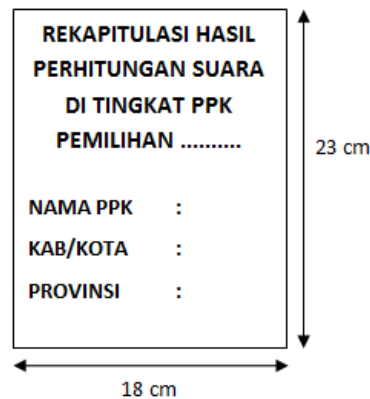 REKAPITULASI HASIL
PERHITUNGAN SUARA
DI TINGKAT PPK
PEMILIHAN ..........
23 cm
NAMA PPK :
KAB/KOTA :
PROVINSI :
18 cm